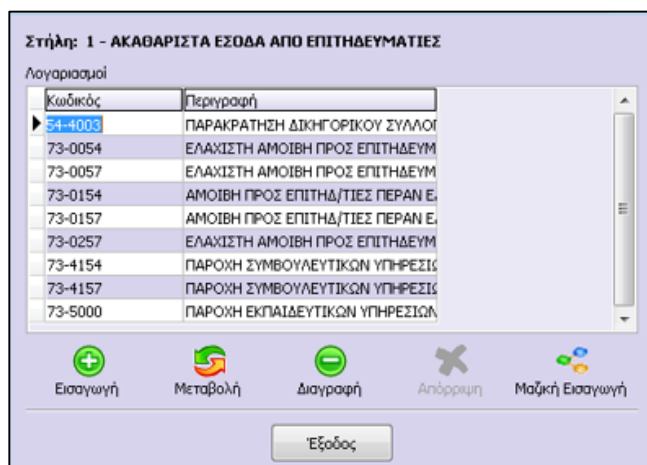 Στήλη: 1 - ΑΚΑΘΑΡΙΣΤΑ ΕΣΟΔΑ ΑΠΟ ΕΠΙΤΗΔΕΥΜΑΤΙΕΣ
Λογαριασμοί
Κωδικός Περιγραφή
54-4003 ΠΑΡΑΚΡΑΤΗΣΗ ΔΙΚΗΓΟΡΙΚΟΥ ΣΥΛΛΟΓ
73-0054 ΕΛΑΧΙΣΤΗ ΑΜΟΙΒΗ ΠΡΟΣ ΕΠΙΤΗΔΕΥΜ
73-0057 ΕΛΑΧΙΣΤΗ ΑΜΟΙΒΗ ΠΡΟΣ ΕΠΙΤΗΔΕΥΜ
73-0154 ΑΜΟΙΒΗ ΠΡΟΣ ΕΠΙΤΗΔ/ΤΙΕΣ ΠΕΡΑΝ Ε
73-0157 ΑΜΟΙΒΗ ΠΡΟΣ ΕΠΙΤΗΔ/ΤΙΕΣ ΠΕΡΑΝ Ε
73-0257 ΕΛΑΧΙΣΤΗ ΑΜΟΙΒΗ ΠΡΟΣ ΕΠΙΤΗΔΕΥΜ
73-4154 ΠΑΡΟΧΗ ΣΥΜΒΟΥΛΕΥΤΙΚΩΝ ΥΠΗΡΕΣΙΩ
73-4157 ΠΑΡΟΧΗ ΣΥΜΒΟΥΛΕΥΤΙΚΩΝ ΥΠΗΡΕΣΙΩ
73-5000 ΠΑΡΟΧΗ ΕΚΠΑΙΔΕΥΤΙΚΩΝ ΥΠΗΡΕΣΙΩΝ
Εισαγωγή Μεταβολή Διαγραφή Απόρριψη Μαζική Εισαγωγή
Έξοδος